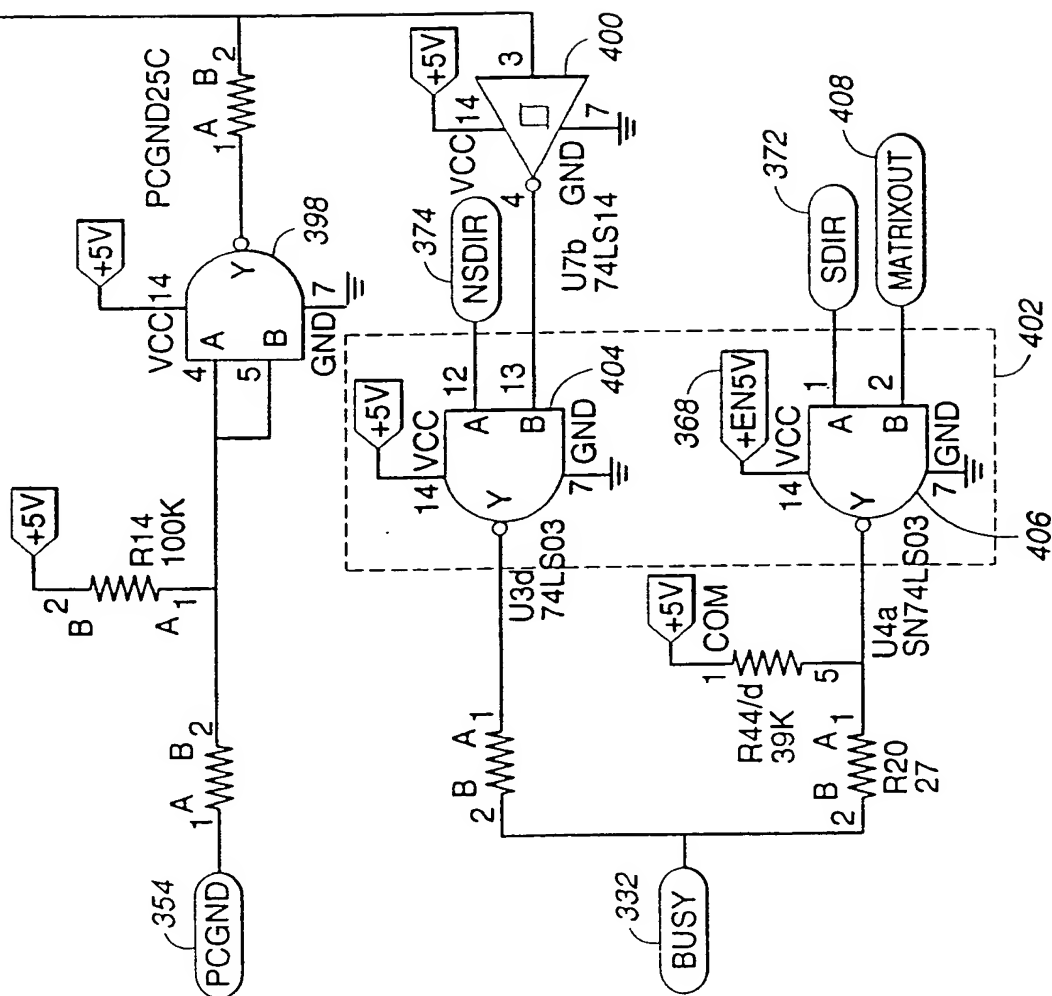 354
PCGND
1 A
B 2
B 2
+5V
A 1
R14
100K
VCC 14
+5V
4 A
5 B
Y
GND 7
398
PCGND25C
1 A
B 2
332
BUSY
2 B
A 1
U3d
74LS03
14 VCC
+5V
Y
A 12
B 13
7 GND
404
374
NSDIR
VCC 14
+5V
3
4
GND 7
400
U7b
74LS14
2 B
A 1
R20
27
1 COM
+5V
5
R44/d
39K
U4a
SN74LS03
368
+EN5V
14 VCC
Y
A 1
B 2
7 GND
406
402
372
SDIR
408
MATRIXOUT